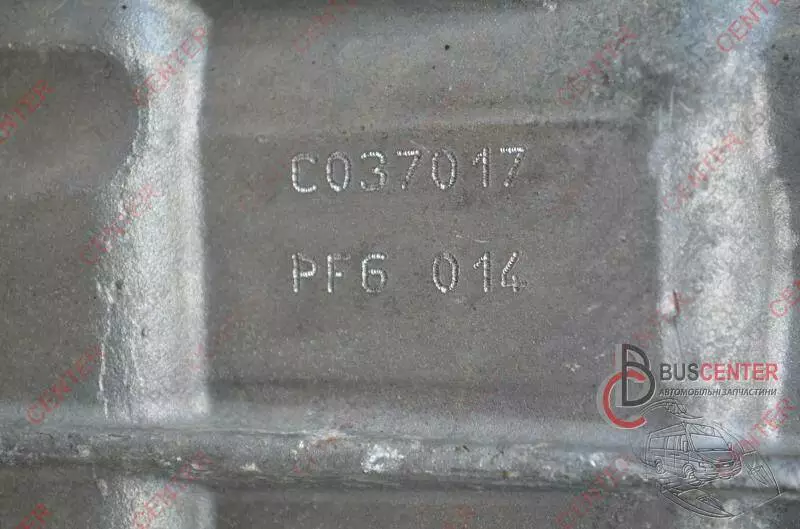 C037017
PF6 014
BUSCENTER
АВТОМОБІЛЬНІ ЗАПЧАСТИНИ